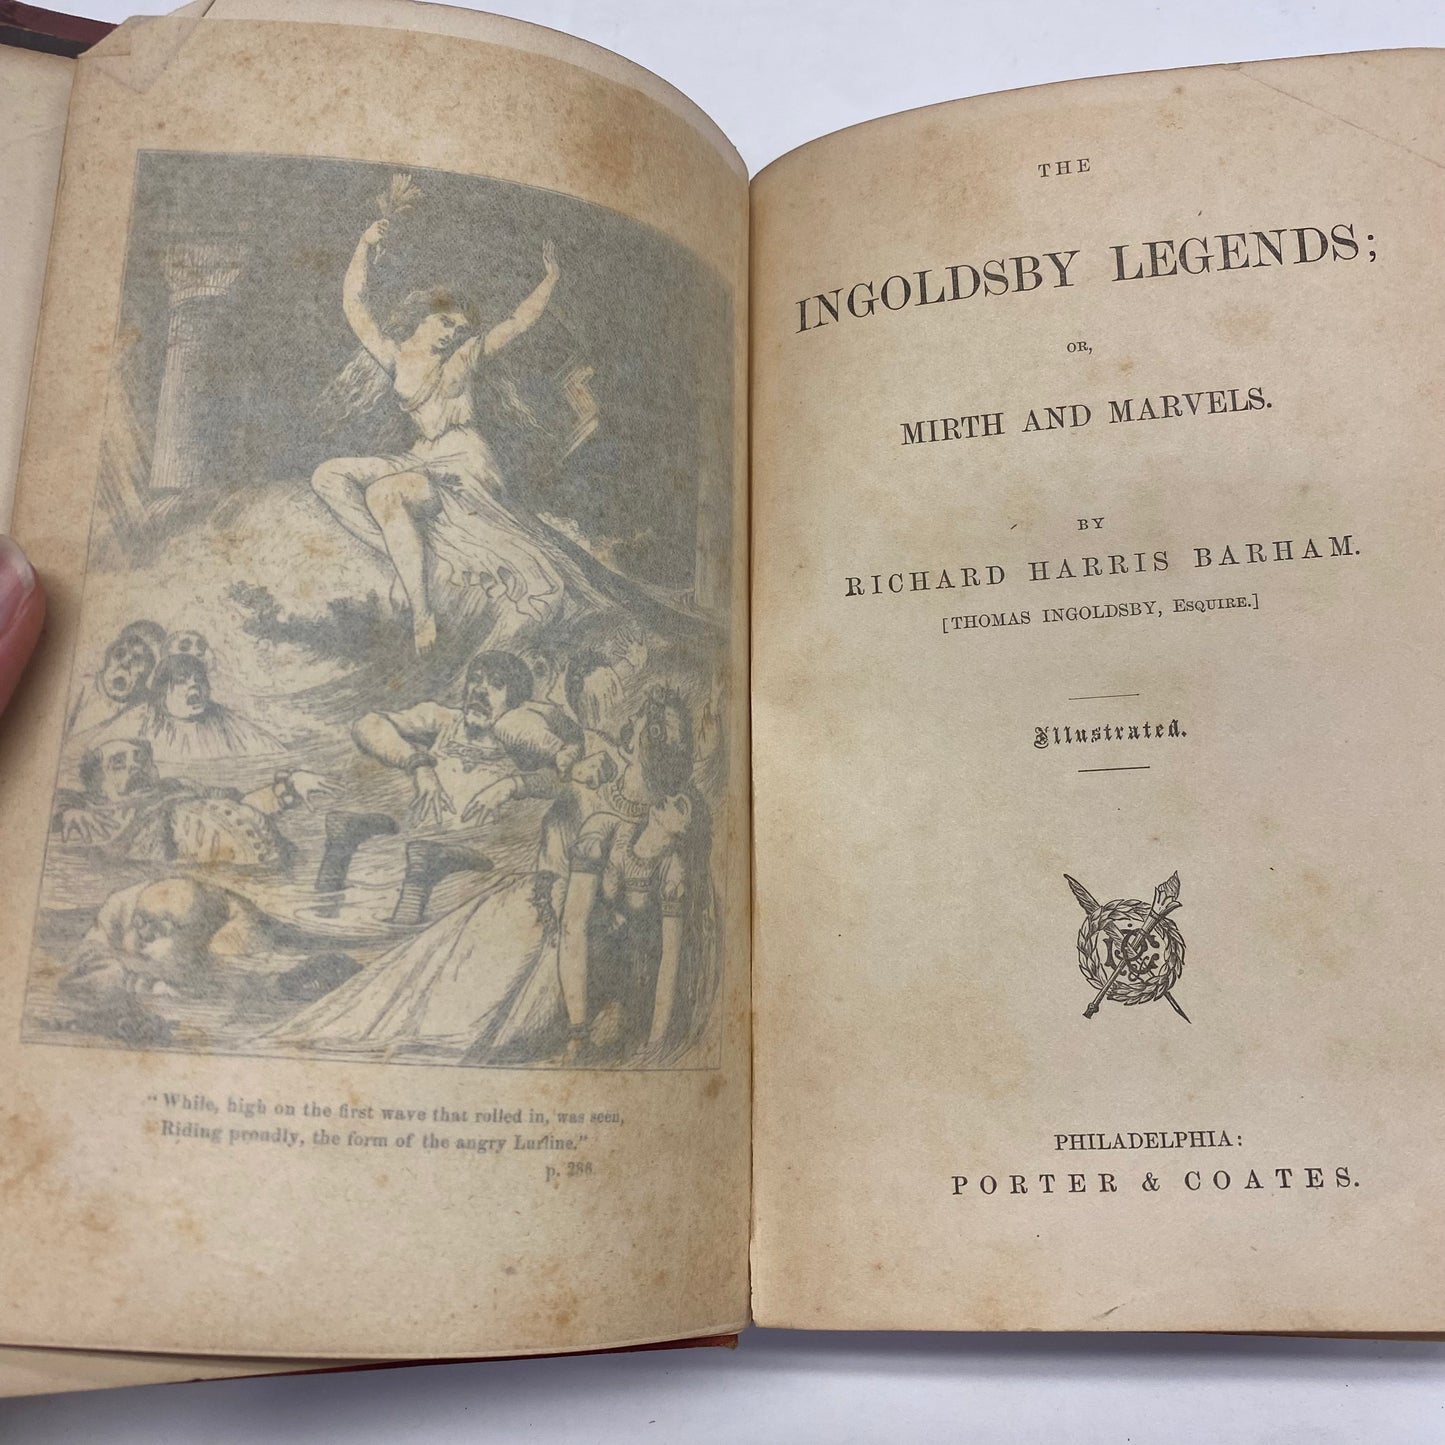 "While, high on the first wave that rolled in, was seen,
Riding proudly, the form of the angry Lurline."
p. 286
THE
INGOLDSBY LEGENDS;
OR,
MIRTH AND MARVELS.
BY
RICHARD HARRIS BARHAM.
[THOMAS INGOLDSBY, ESQUIRE.]
Illustrated.
PHILADELPHIA:
PORTER & COATES.